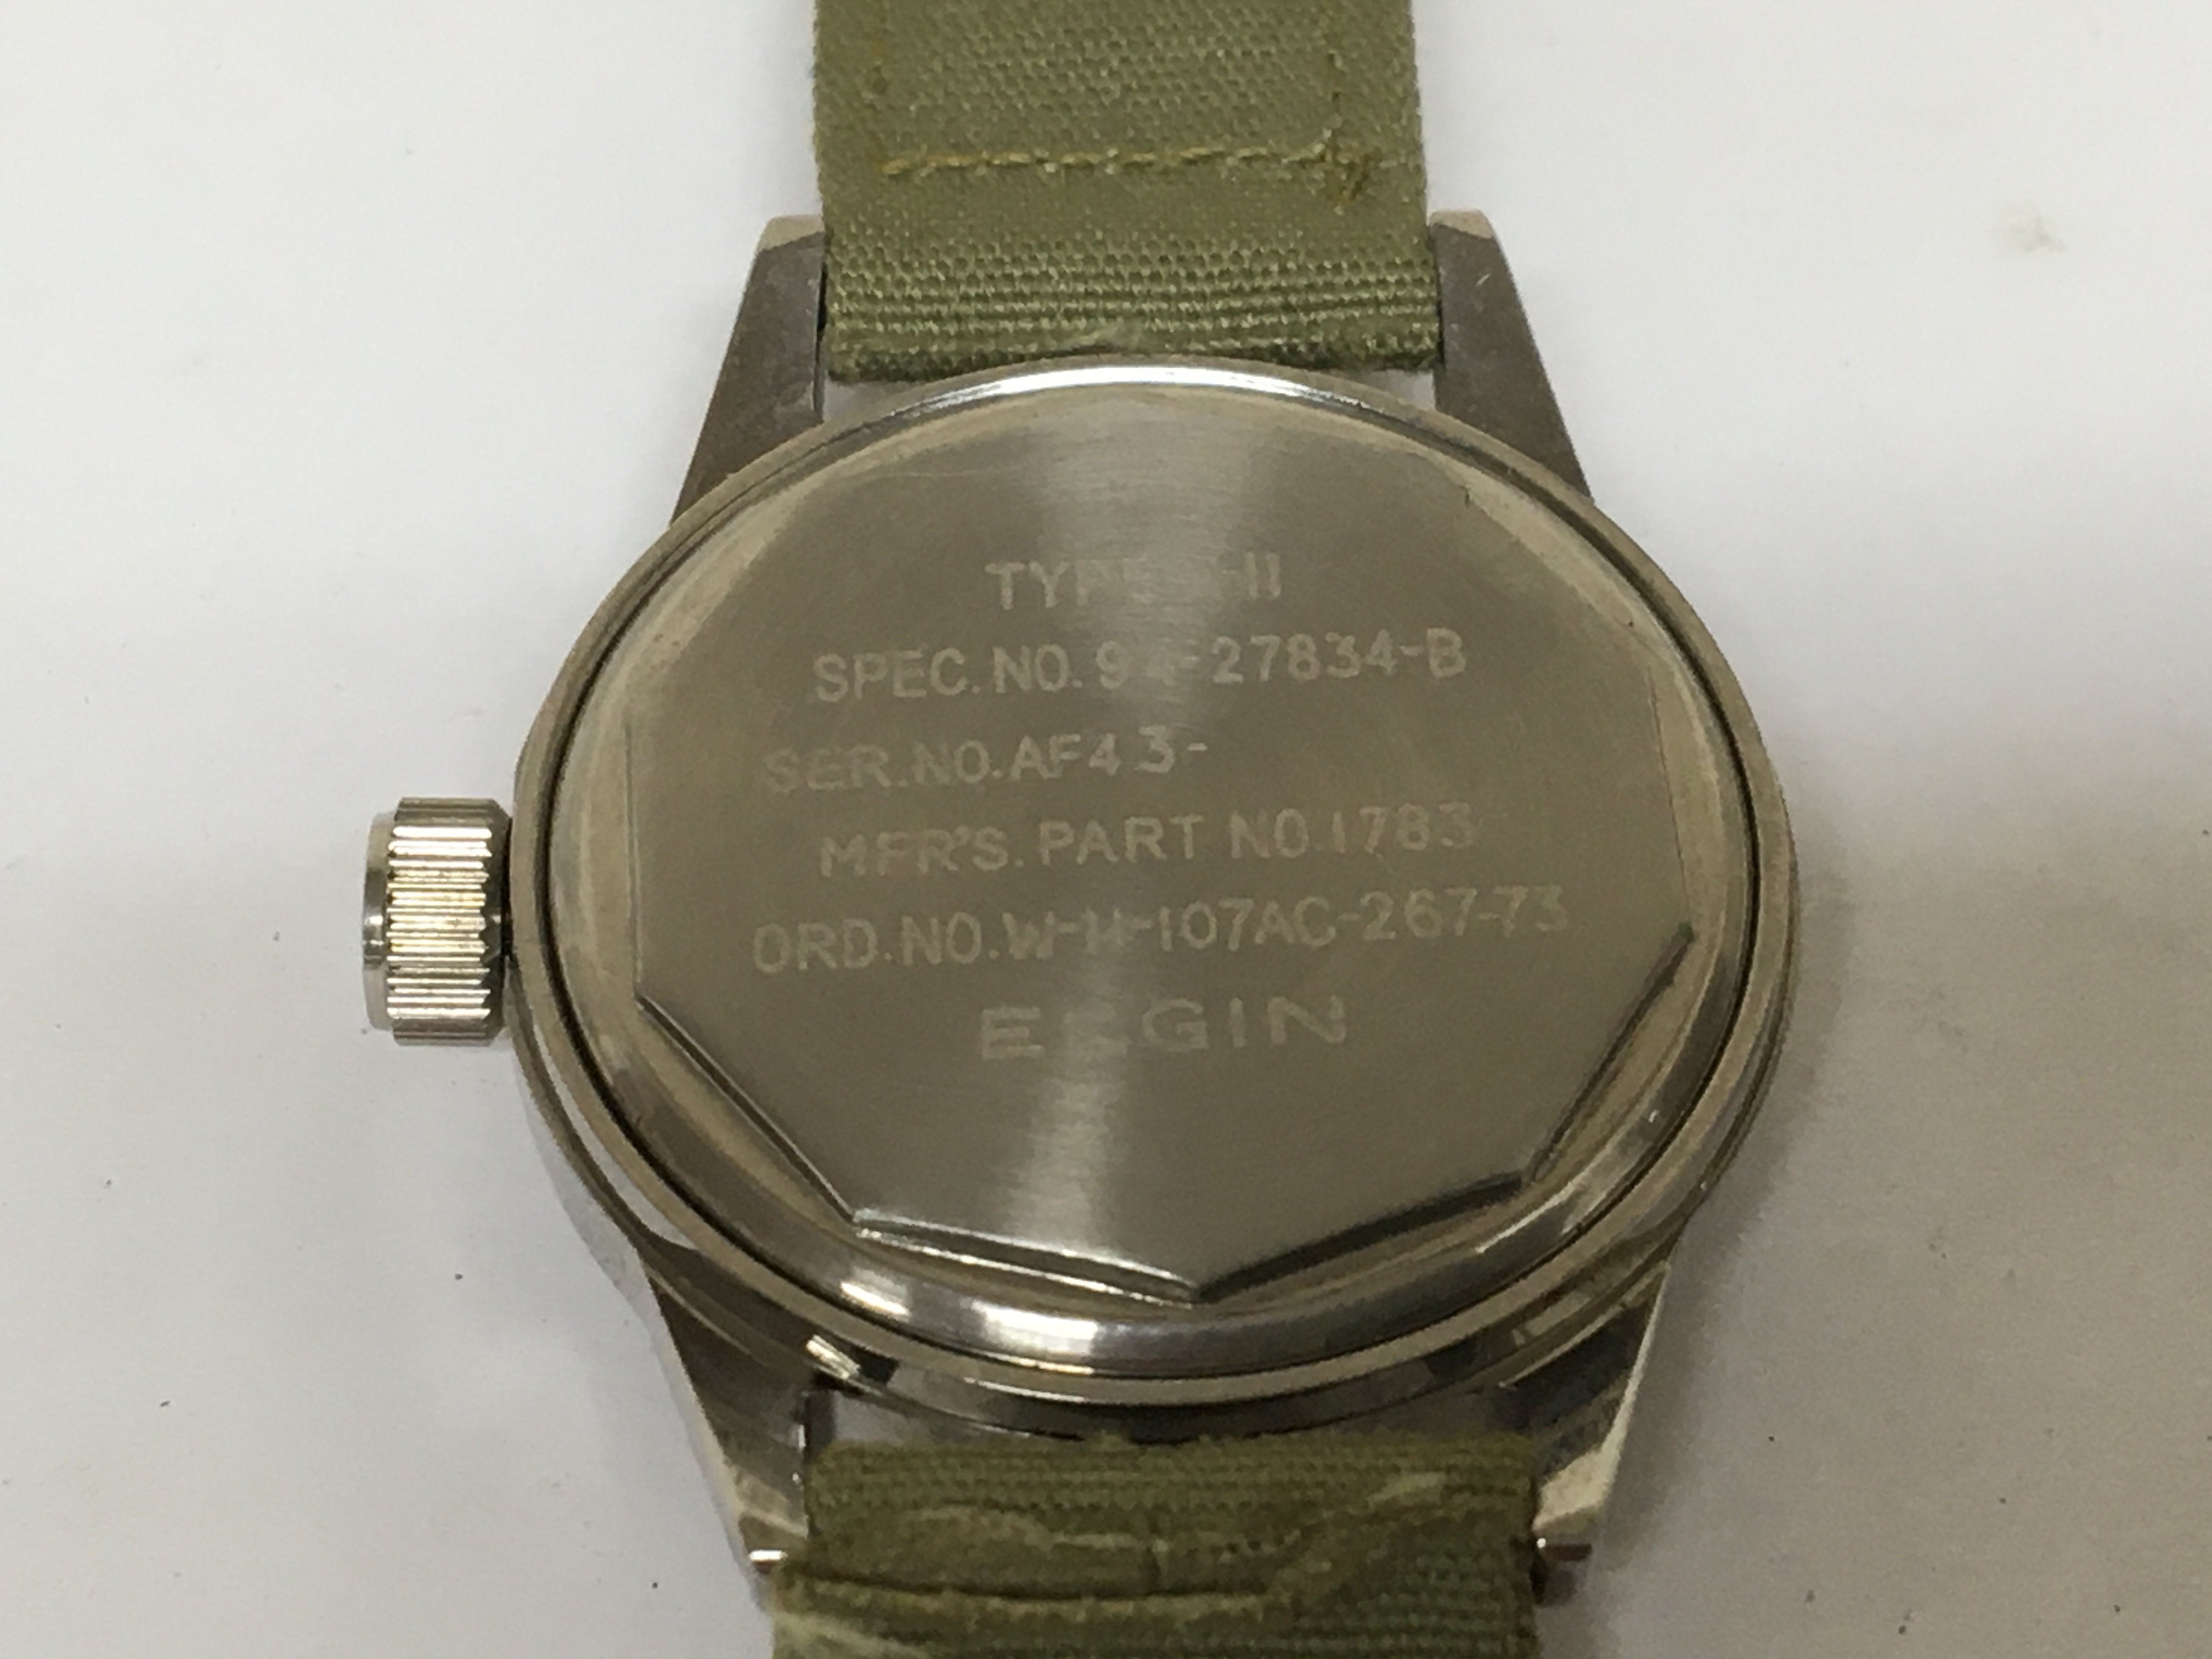 TYPE A-11
SPEC. NO. 94-27834-B
SER. NO. AF43-
MFR'S. PART NO. 1783
ORD. NO. W-H-107AC-267-73
ELGIN